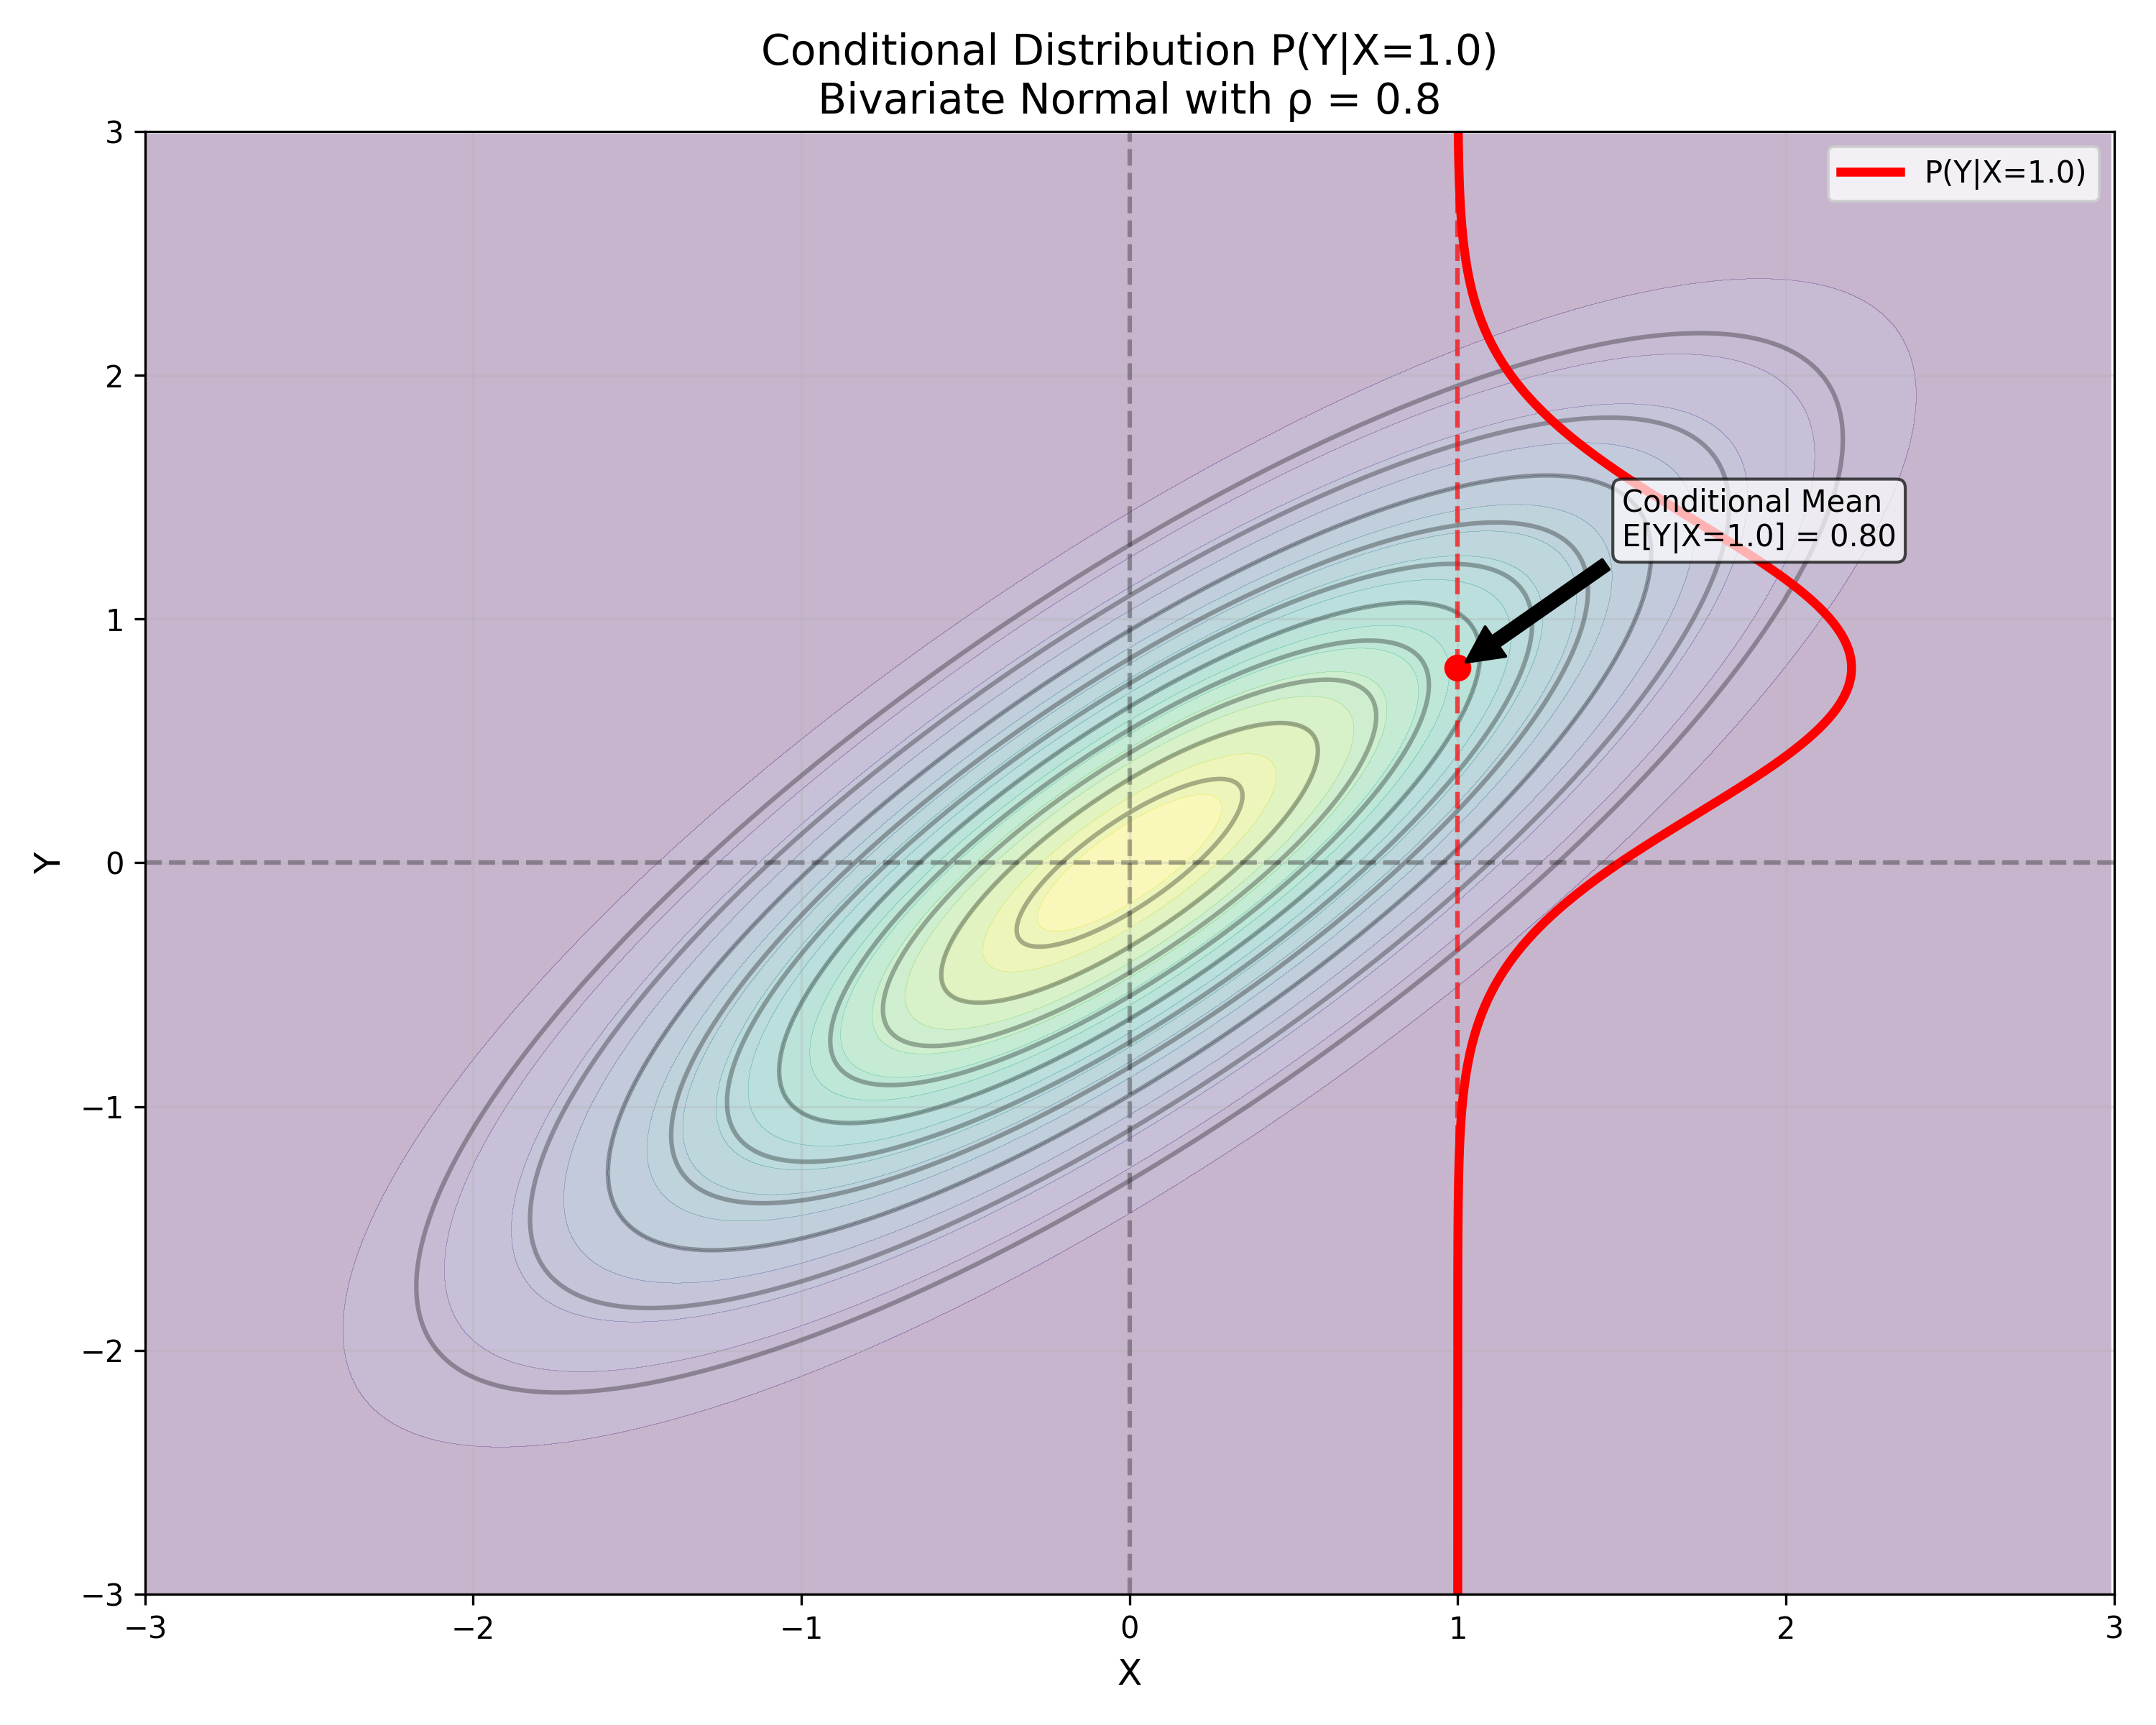 Conditional Distribution P(Y|X=1.0)
Bivariate Normal with ρ = 0.8
P(Y|X=1.0)
Conditional Mean
E[Y|X=1.0] = 0.80
Y
3
2
1
0
−1
−2
−3
−3 −2 −1 0 1 2 3
X